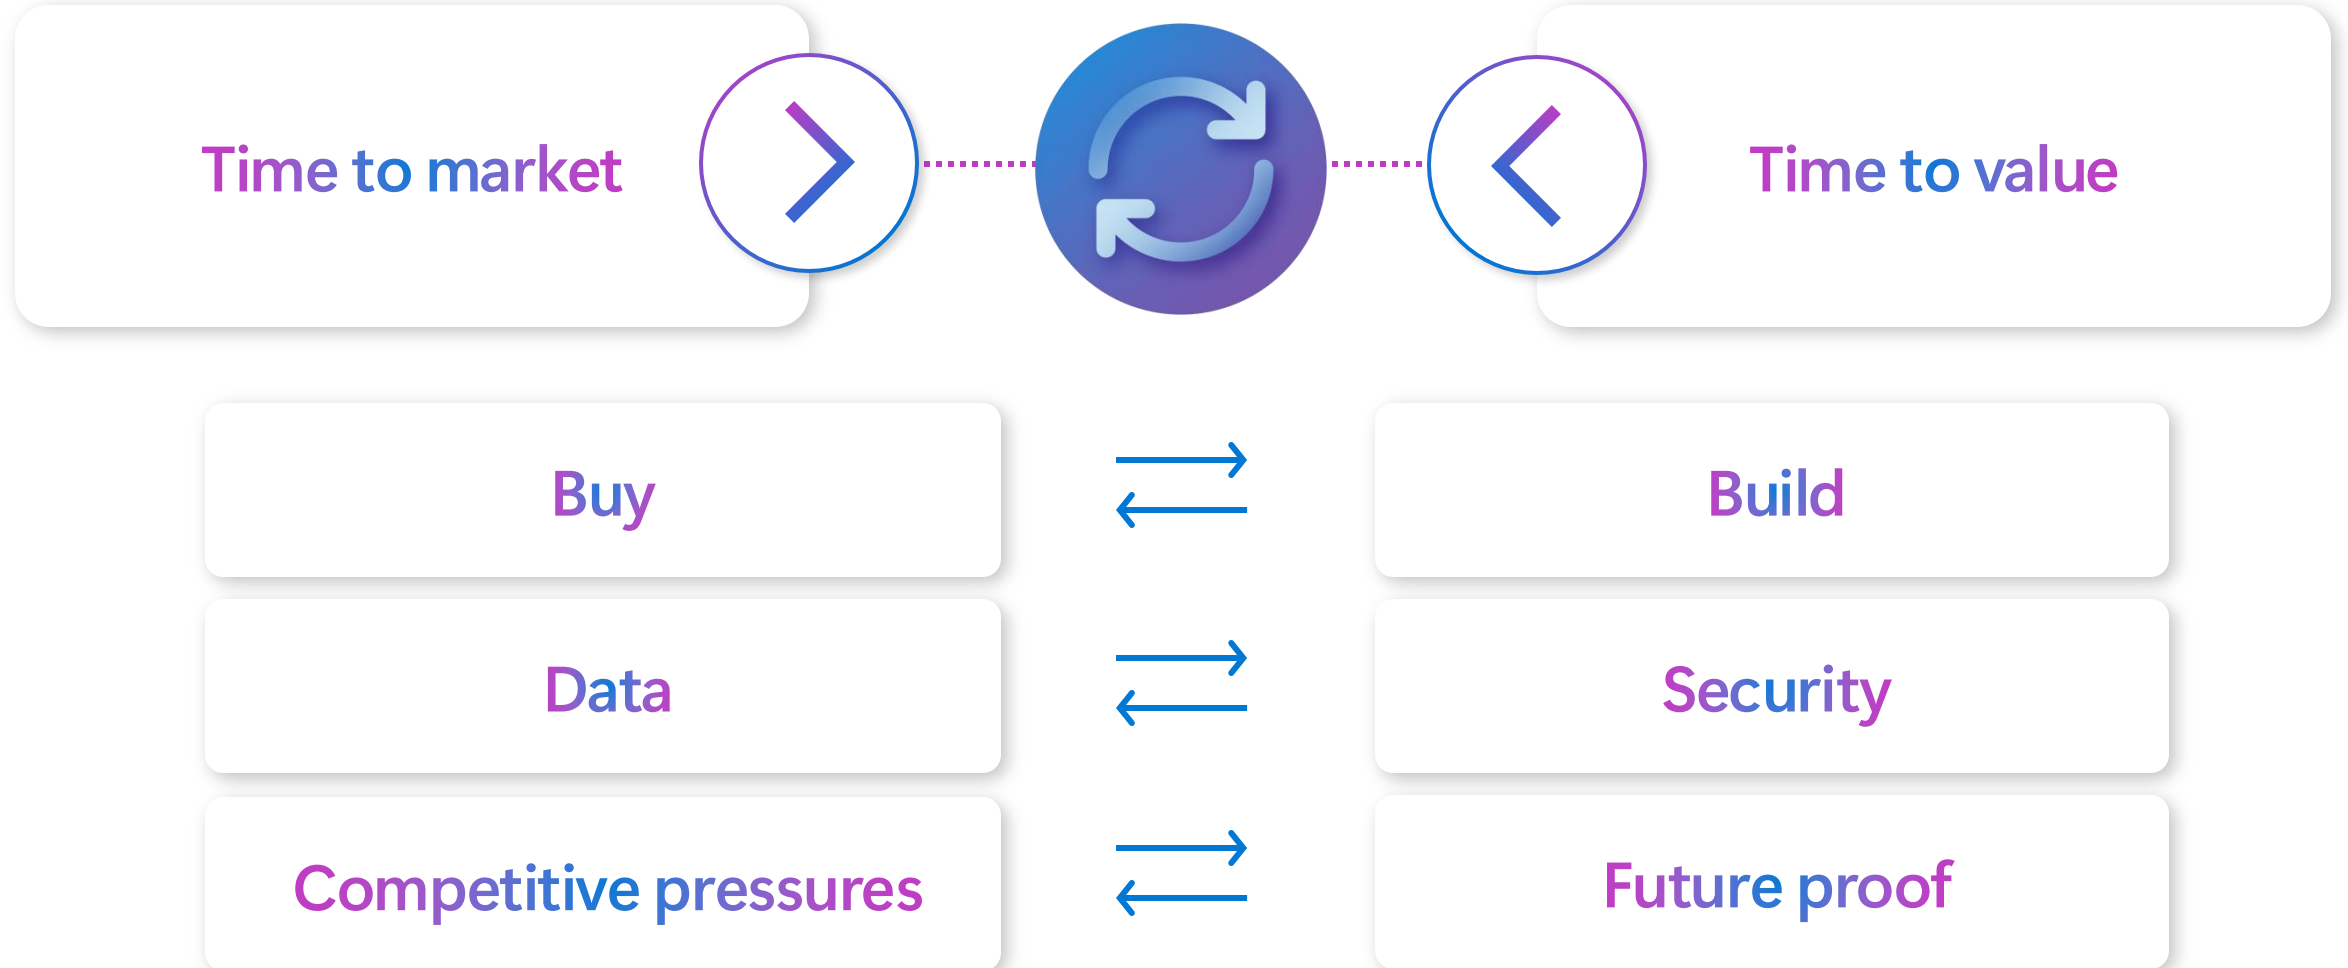 Time to market
Time to value
Buy
Build
Data
Security
Competitive pressures
Future proof